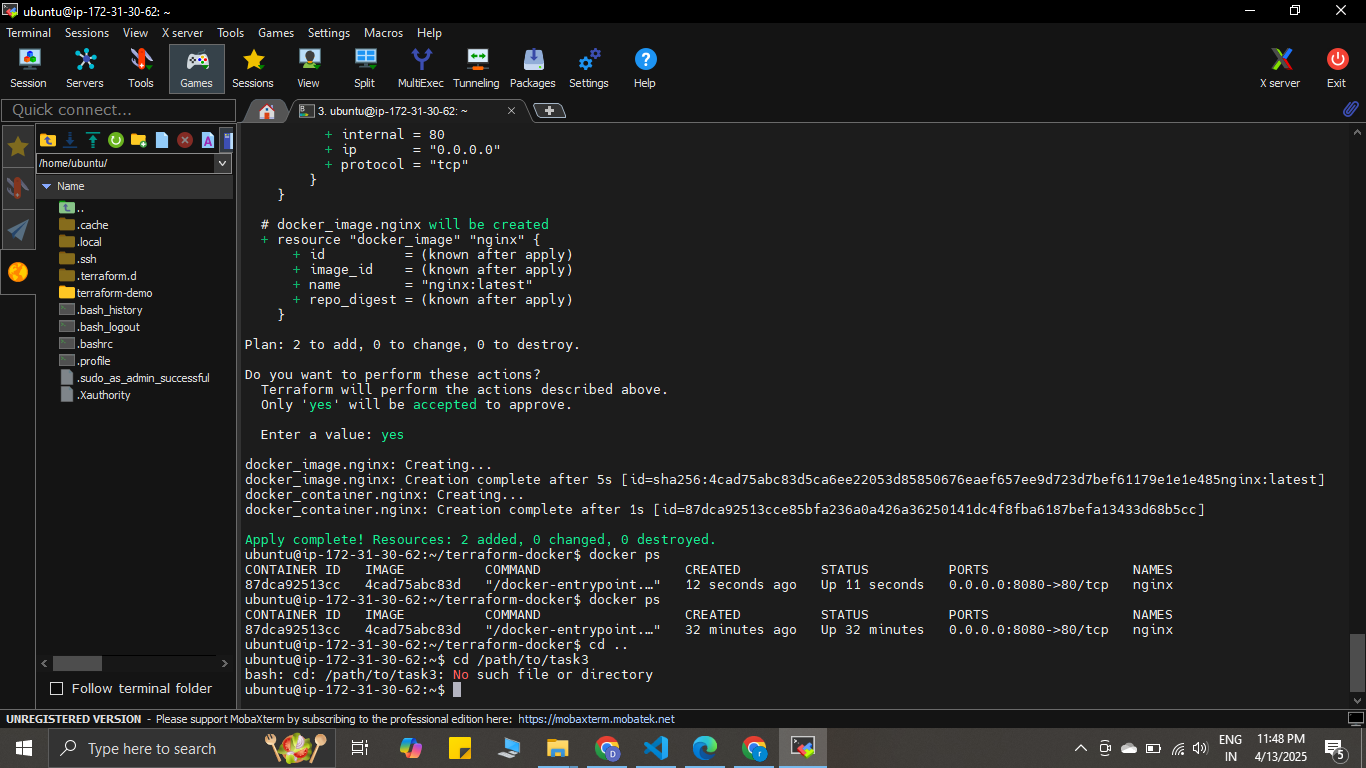 ubuntu@ip-172-31-30-62: ~
Terminal Sessions View X server Tools Games Settings Macros Help
Session Servers Tools Games Sessions View Split MultiExec Tunneling Packages Settings Help X server Exit
Quick connect...
3. ubuntu@ip-172-31-30-62: ~
/home/ubuntu/
Name
..
.cache
.local
.ssh
.terraform.d
terraform-demo
.bash_history
.bash_logout
.bashrc
.profile
.sudo_as_admin_successful
.Xauthority
Follow terminal folder
+ internal = 80
+ ip = "0.0.0.0"
+ protocol = "tcp"
}
}
# docker_image.nginx will be created
+ resource "docker_image" "nginx" {
+ id = (known after apply)
+ image_id = (known after apply)
+ name = "nginx:latest"
+ repo_digest = (known after apply)
}
Plan: 2 to add, 0 to change, 0 to destroy.
Do you want to perform these actions?
Terraform will perform the actions described above.
Only 'yes' will be accepted to approve.
Enter a value: yes
docker_image.nginx: Creating...
docker_image.nginx: Creation complete after 5s [id=sha256:4cad75abc83d5ca6ee22053d85850676eaef657ee9d723d7bef61179e1e1e485nginx:latest]
docker_container.nginx: Creating...
docker_container.nginx: Creation complete after 1s [id=87dca92513cce85bfa236a0a426a36250141dc4f8fba6187befa13433d68b5cc]
Apply complete! Resources: 2 added, 0 changed, 0 destroyed.
ubuntu@ip-172-31-30-62:~/terraform-docker$ docker ps
CONTAINER ID IMAGE COMMAND CREATED STATUS PORTS NAMES
87dca92513cc 4cad75abc83d "/docker-entrypoint.…" 12 seconds ago Up 11 seconds 0.0.0.0:8080->80/tcp nginx
ubuntu@ip-172-31-30-62:~/terraform-docker$ docker ps
CONTAINER ID IMAGE COMMAND CREATED STATUS PORTS NAMES
87dca92513cc 4cad75abc83d "/docker-entrypoint.…" 32 minutes ago Up 32 minutes 0.0.0.0:8080->80/tcp nginx
ubuntu@ip-172-31-30-62:~/terraform-docker$ cd ..
ubuntu@ip-172-31-30-62:~$ cd /path/to/task3
bash: cd: /path/to/task3: No such file or directory
ubuntu@ip-172-31-30-62:~$
UNREGISTERED VERSION - Please support MobaXterm by subscribing to the professional edition here: https://mobaxterm.mobatek.net
Type here to search
ENG
IN
11:48 PM
4/13/2025
5